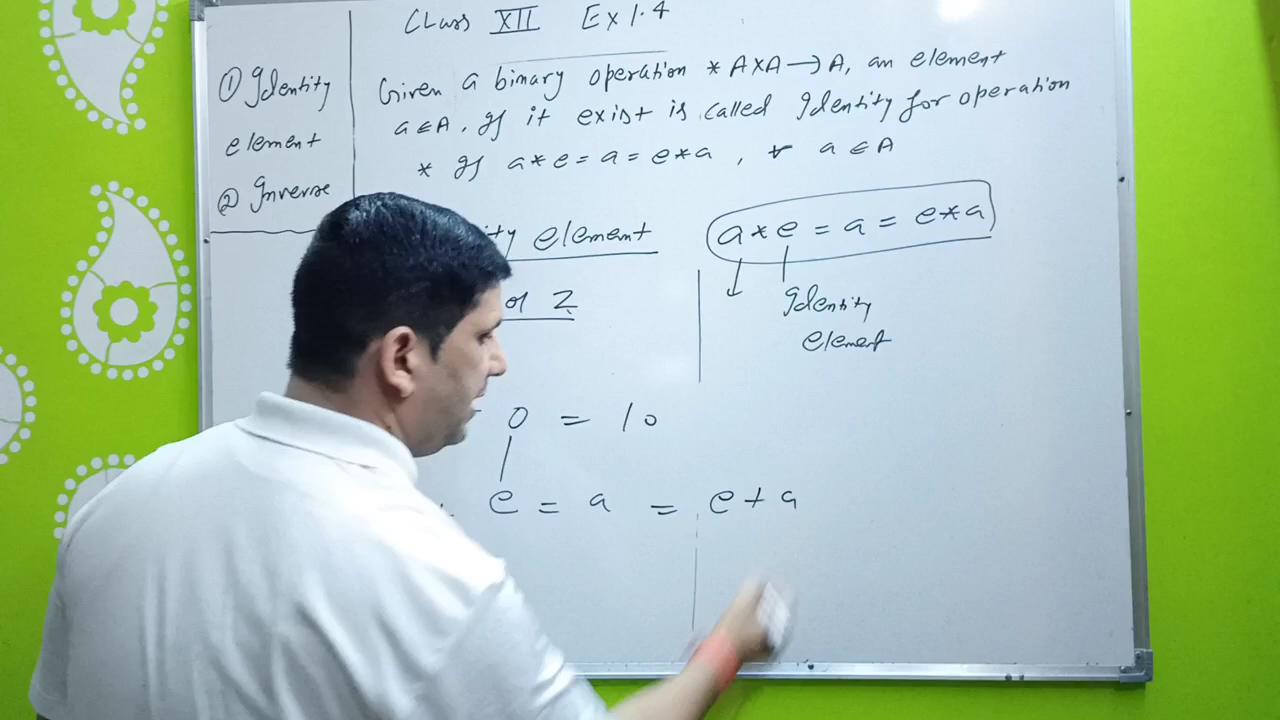 Class XII Ex 1.4
① Identity
element
② Inverse
Given a binary operation * A×A→A, an element
a∈A, If it exist is called Identity for operation
* If a*e = a = e*a, ∀ a∈A
element
a*e = a = e*a
Identity
element
of Z
0 = 10
e = a = e+a